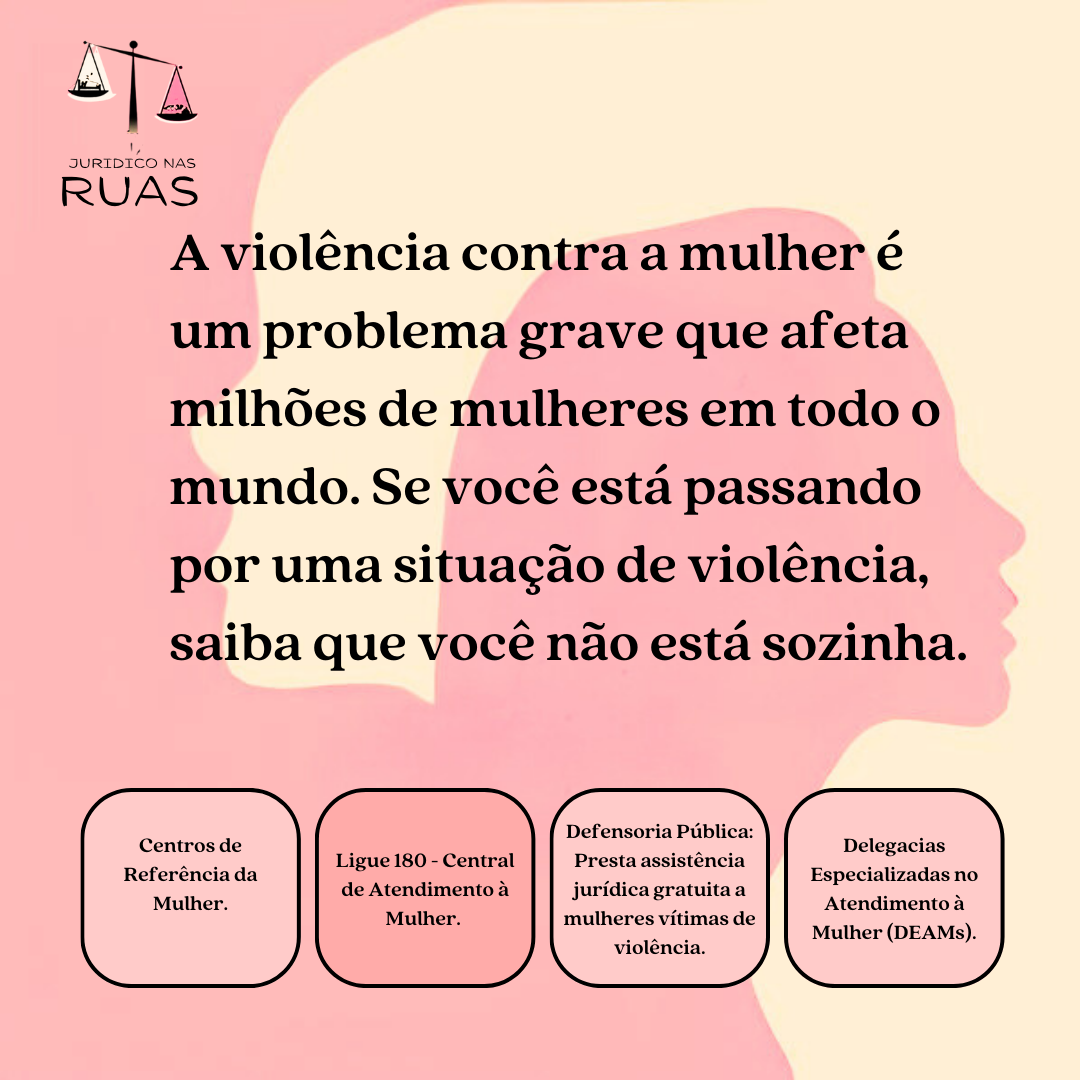 JURIDICO NAS
RUAS
A violência contra a mulher é
um problema grave que afeta
milhões de mulheres em todo o
mundo. Se você está passando
por uma situação de violência,
saiba que você não está sozinha.
Centros de
Referência da
Mulher.
Ligue 180 - Central
de Atendimento à
Mulher.
Defensoria Pública:
Presta assistência
jurídica gratuita a
mulheres vítimas de
violência.
Delegacias
Especializadas no
Atendimento à
Mulher (DEAMs).